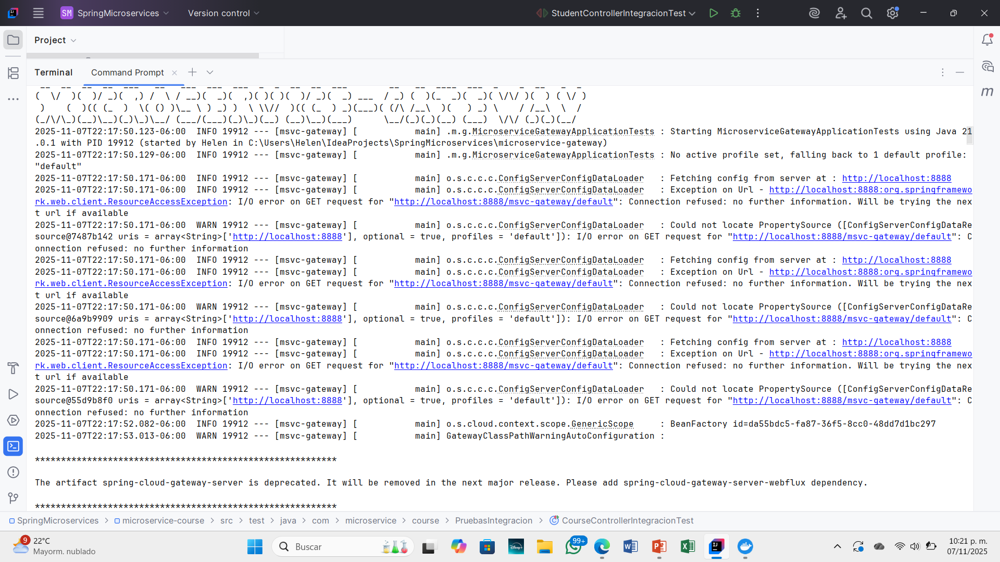 SM SpringMicroservices Version control StudentControllerIntegracionTest
Project
Terminal Command Prompt
-- -- -- -- --- -- --- --- --- - - -- -- --- -- -- ---- --- - - -- - -
(  \/  )(  )/ _)(  ,) /  \ / __)(  _)(  ,)( )( )(  )/ _)(  _) ___  / _) (  )(_  _)(  _)( \/\/ )(  ) ( \/ )
 )    (  )(( (_  )  \( () )\__ \ ) _) )  \ \\//  )(( (_  ) _)(___)( (/\ /__\  )(   ) _) \    / /__\  \  /
(_/\/\_)(__)\__)(_)\_)\__/ (___/(___)(_)\_)(__) (__)\__)(___)      \__/(_)(_)(__) (___)  \/\/ (_)(_)(__/
2025-11-07T22:17:50.123-06:00  INFO 19912 --- [msvc-gateway] [           main] .m.g.MicroserviceGatewayApplicationTests : Starting MicroserviceGatewayApplicationTests using Java 21
.0.1 with PID 19912 (started by Helen in C:\Users\Helen\IdeaProjects\SpringMicroservices\microservice-gateway)
2025-11-07T22:17:50.129-06:00  INFO 19912 --- [msvc-gateway] [           main] .m.g.MicroserviceGatewayApplicationTests : No active profile set, falling back to 1 default profile:
"default"
2025-11-07T22:17:50.171-06:00  INFO 19912 --- [msvc-gateway] [           main] o.s.c.c.c.ConfigServerConfigDataLoader   : Fetching config from server at : http://localhost:8888
2025-11-07T22:17:50.171-06:00  INFO 19912 --- [msvc-gateway] [           main] o.s.c.c.c.ConfigServerConfigDataLoader   : Exception on Url - http://localhost:8888:org.springframewo
rk.web.client.ResourceAccessException: I/O error on GET request for "http://localhost:8888/msvc-gateway/default": Connection refused: no further information. Will be trying the nex
t url if available
2025-11-07T22:17:50.171-06:00  WARN 19912 --- [msvc-gateway] [           main] o.s.c.c.c.ConfigServerConfigDataLoader   : Could not locate PropertySource ([ConfigServerConfigDataRe
source@7487b142 uris = array<String>['http://localhost:8888'], optional = true, profiles = 'default']): I/O error on GET request for "http://localhost:8888/msvc-gateway/default": C
onnection refused: no further information
2025-11-07T22:17:50.171-06:00  INFO 19912 --- [msvc-gateway] [           main] o.s.c.c.c.ConfigServerConfigDataLoader   : Fetching config from server at : http://localhost:8888
2025-11-07T22:17:50.171-06:00  INFO 19912 --- [msvc-gateway] [           main] o.s.c.c.c.ConfigServerConfigDataLoader   : Exception on Url - http://localhost:8888:org.springframewo
rk.web.client.ResourceAccessException: I/O error on GET request for "http://localhost:8888/msvc-gateway/default": Connection refused: no further information. Will be trying the nex
t url if available
2025-11-07T22:17:50.171-06:00  WARN 19912 --- [msvc-gateway] [           main] o.s.c.c.c.ConfigServerConfigDataLoader   : Could not locate PropertySource ([ConfigServerConfigDataRe
source@6a9b9909 uris = array<String>['http://localhost:8888'], optional = true, profiles = 'default']): I/O error on GET request for "http://localhost:8888/msvc-gateway/default": C
onnection refused: no further information
2025-11-07T22:17:50.171-06:00  INFO 19912 --- [msvc-gateway] [           main] o.s.c.c.c.ConfigServerConfigDataLoader   : Fetching config from server at : http://localhost:8888
2025-11-07T22:17:50.171-06:00  INFO 19912 --- [msvc-gateway] [           main] o.s.c.c.c.ConfigServerConfigDataLoader   : Exception on Url - http://localhost:8888:org.springframewo
rk.web.client.ResourceAccessException: I/O error on GET request for "http://localhost:8888/msvc-gateway/default": Connection refused: no further information. Will be trying the nex
t url if available
2025-11-07T22:17:50.171-06:00  WARN 19912 --- [msvc-gateway] [           main] o.s.c.c.c.ConfigServerConfigDataLoader   : Could not locate PropertySource ([ConfigServerConfigDataRe
source@55d9b8f0 uris = array<String>['http://localhost:8888'], optional = true, profiles = 'default']): I/O error on GET request for "http://localhost:8888/msvc-gateway/default": C
onnection refused: no further information
2025-11-07T22:17:52.082-06:00  INFO 19912 --- [msvc-gateway] [           main] o.s.cloud.context.scope.GenericScope     : BeanFactory id=da55bdc5-fa87-36f5-8cc0-48dd7d1bc297
2025-11-07T22:17:53.013-06:00  WARN 19912 --- [msvc-gateway] [           main] GatewayClassPathWarningAutoConfiguration :
**********************************************************
The artifact spring-cloud-gateway-server is deprecated. It will be removed in the next major release. Please add spring-cloud-gateway-server-webflux dependency.
**********************************************************
SpringMicroservices > microservice-course > src > test > java > com > microservice > course > PruebasIntegracion > CourseControllerIntegracionTest
9 22°C
Mayorm. nublado
Buscar
99+
10:21 p. m.
07/11/2025